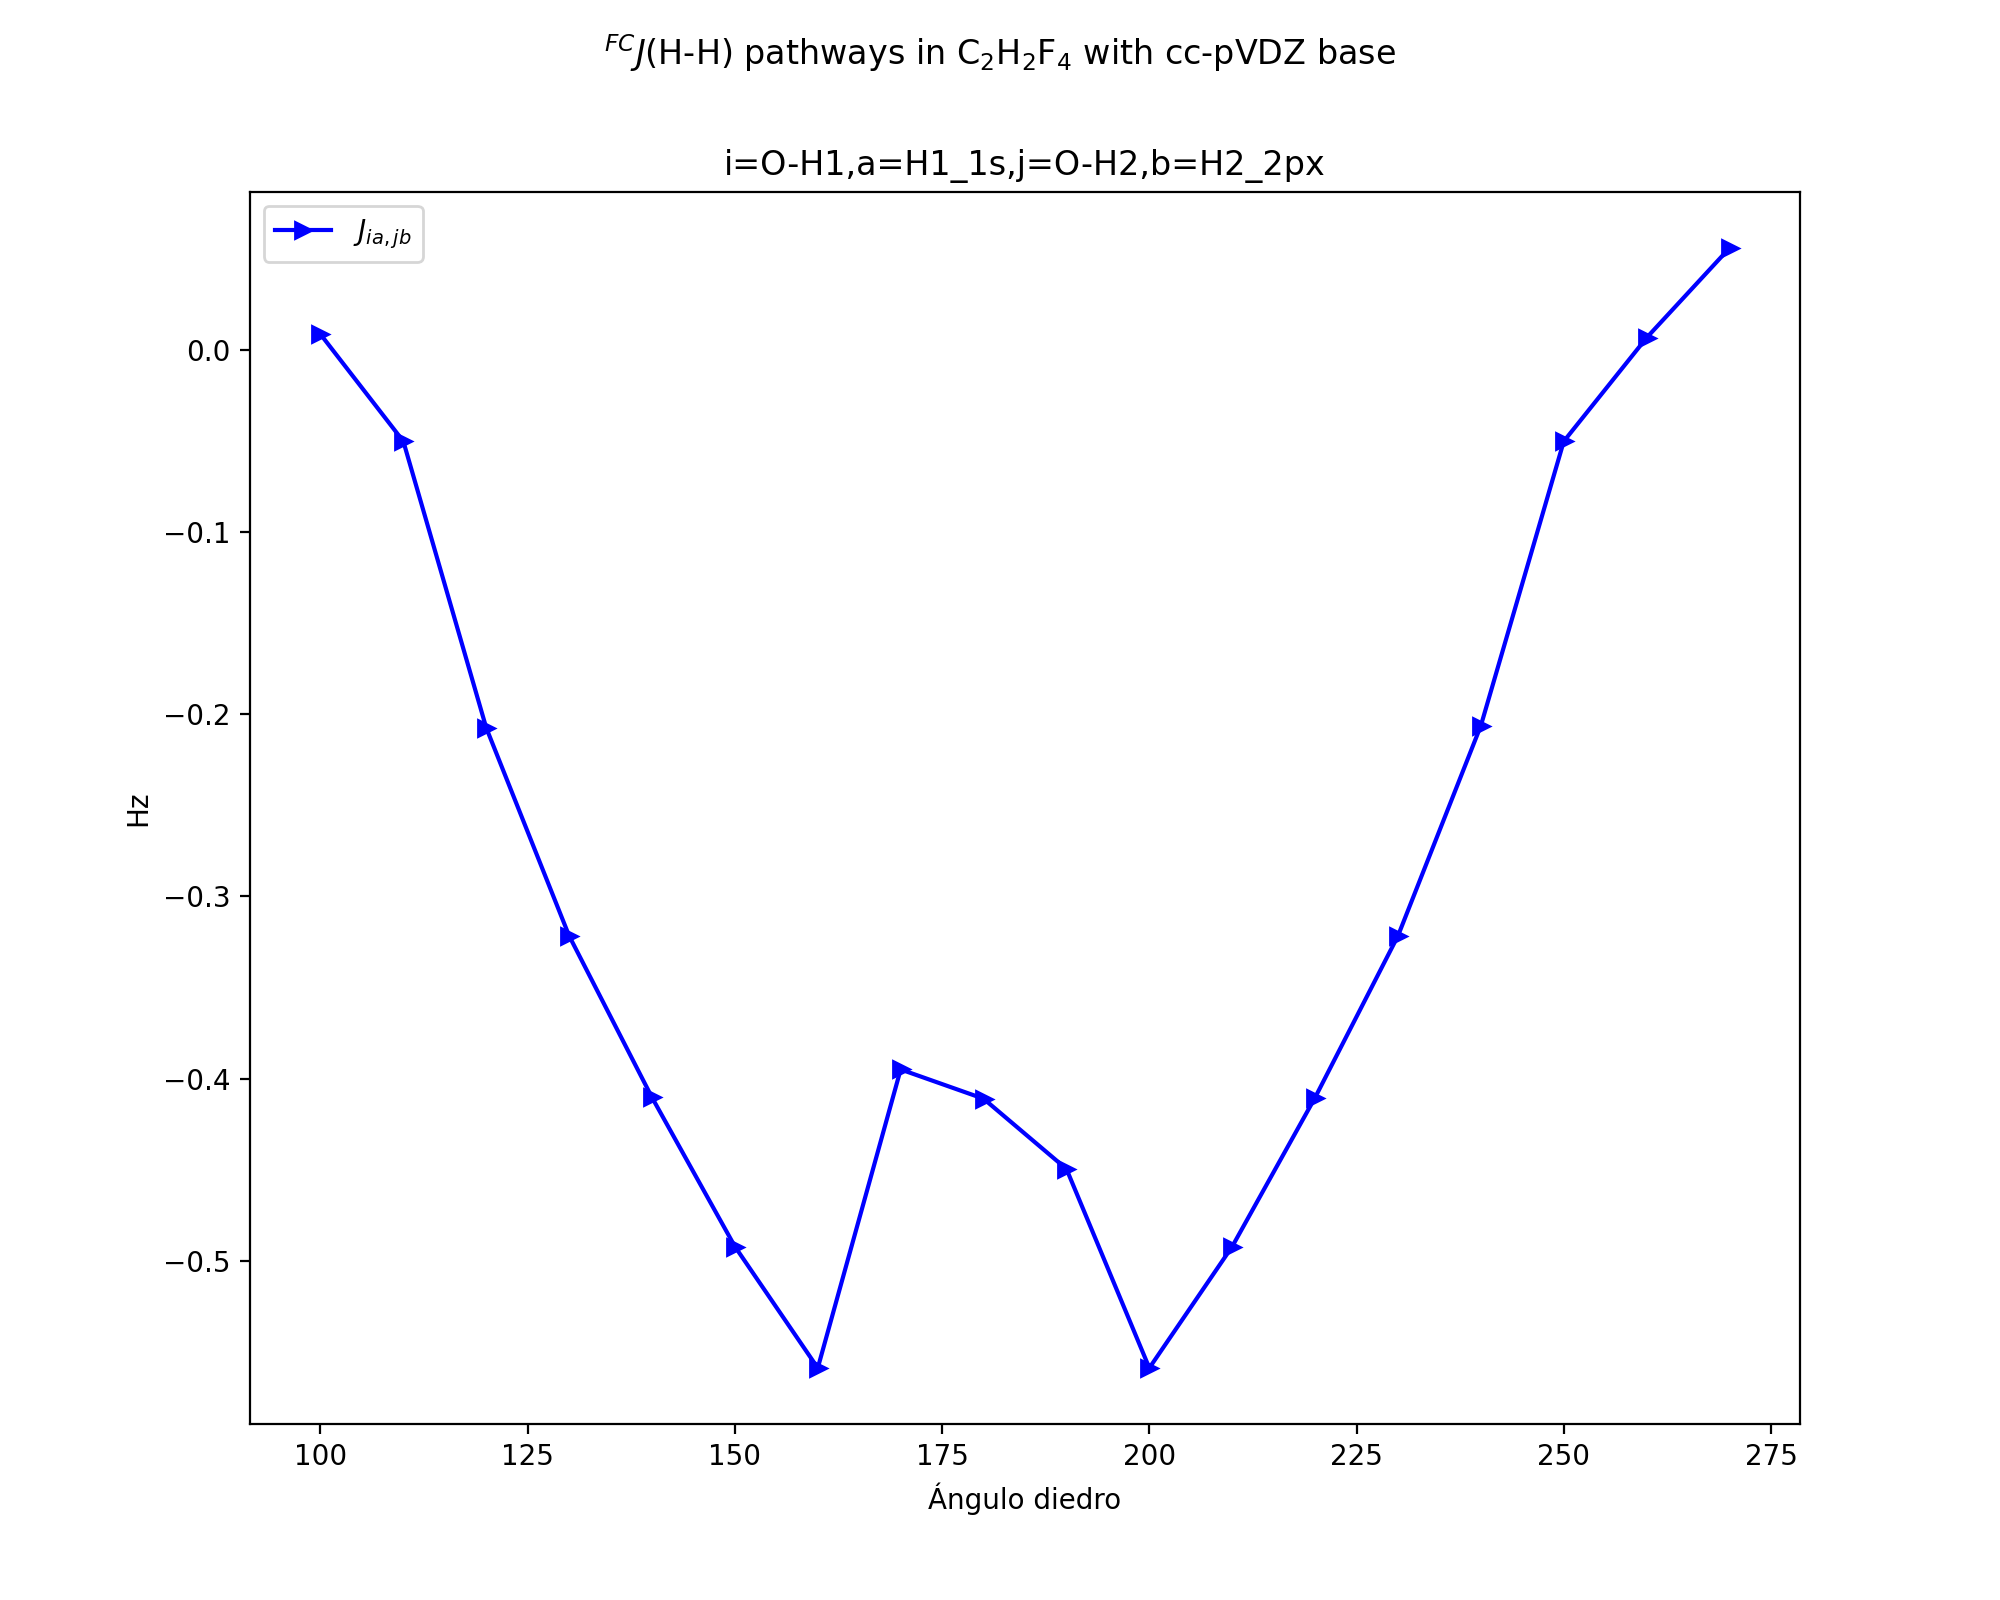 FCJ(H-H) pathways in C₂H₂F₄ with cc-pVDZ base
i=O-H1,a=H1_1s,j=O-H2,b=H2_2px
J_ia,jb
0.0
−0.1
−0.2
−0.3
−0.4
−0.5
Hz
100 125 150 175 200 225 250 275
Ángulo diedro